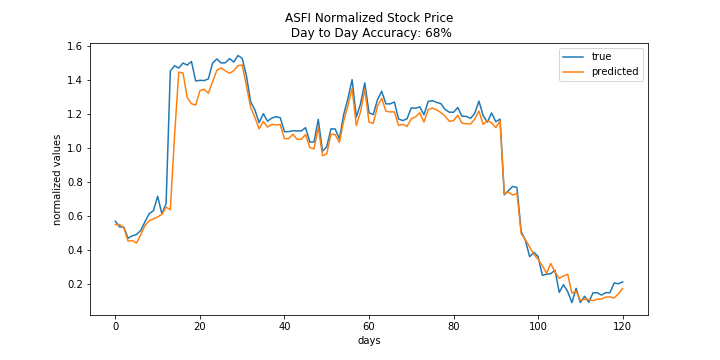 ASFI Normalized Stock Price
Day to Day Accuracy: 68%
true
predicted
normalized values
1.6
1.4
1.2
1.0
0.8
0.6
0.4
0.2
0 20 40 60 80 100 120
days